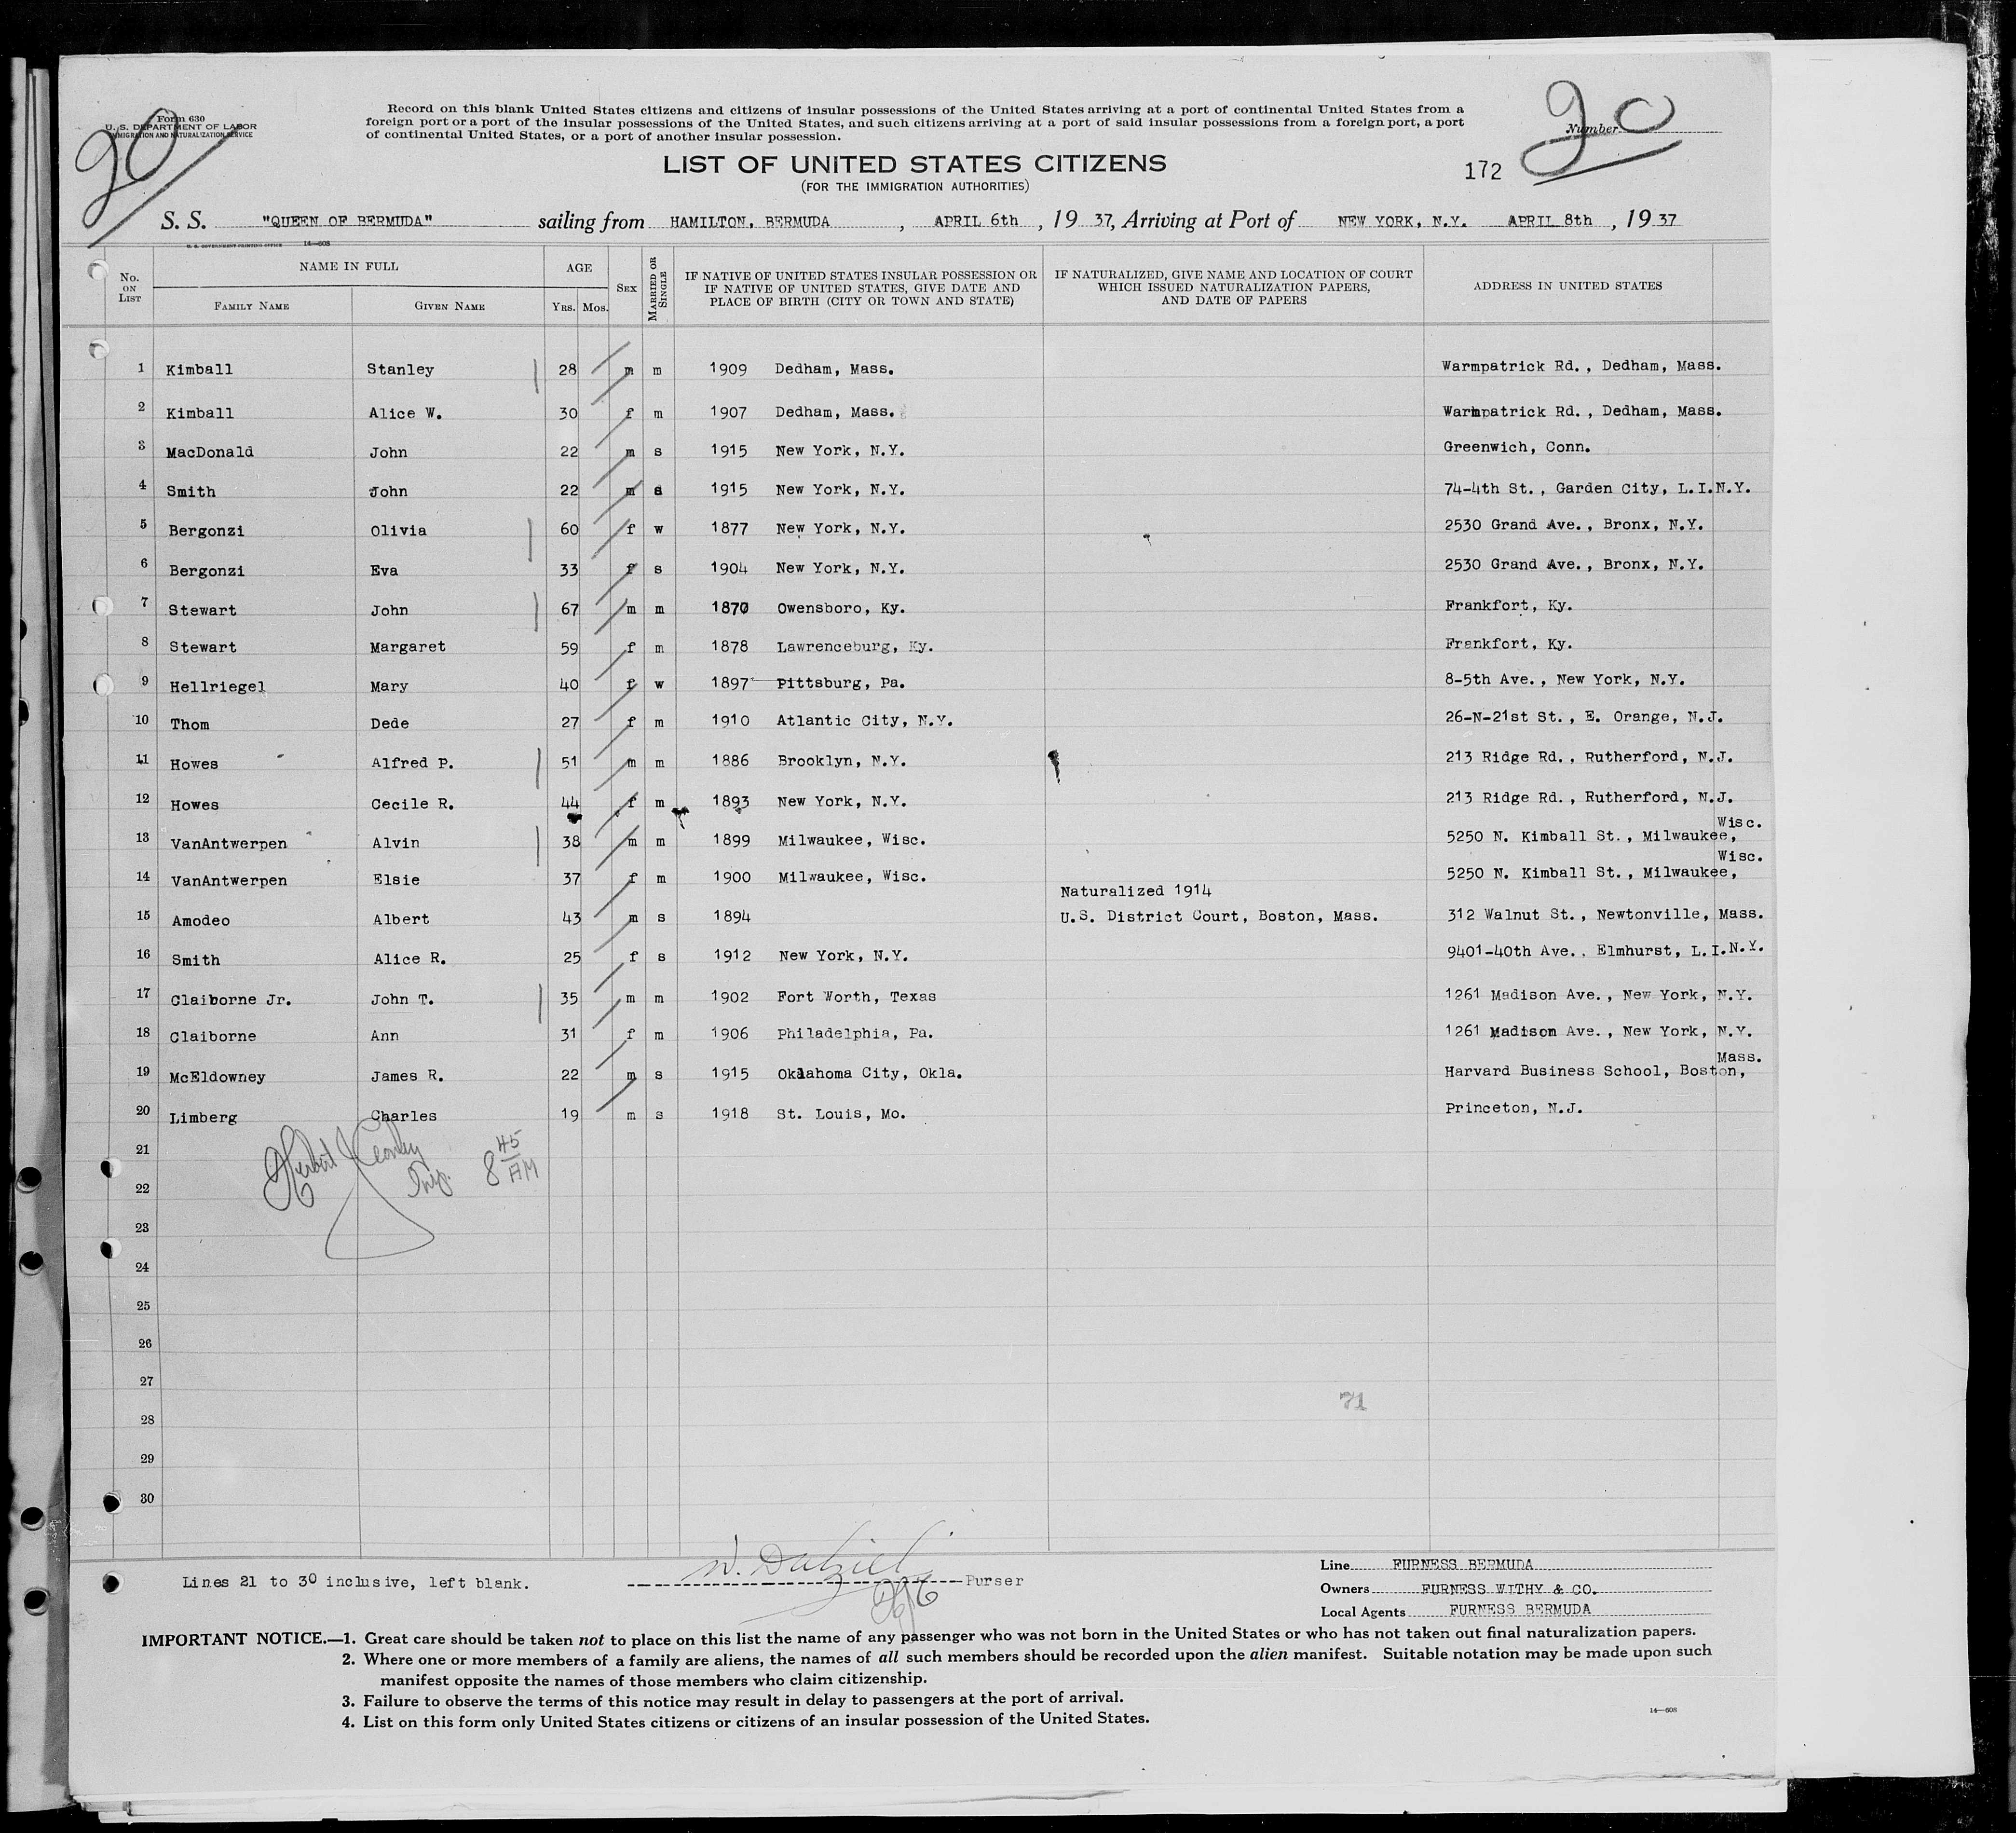 Form 630
U. S. DEPARTMENT OF LABOR
IMMIGRATION AND NATURALIZATION SERVICE
20
Record on this blank United States citizens and citizens of insular possessions of the United States arriving at a port of continental United States from a
foreign port or a port of the insular possessions of the United States, and such citizens arriving at a port of said insular possessions from a foreign port, a port
of continental United States, or a port of another insular possession.
Number 20
LIST OF UNITED STATES CITIZENS
172
(FOR THE IMMIGRATION AUTHORITIES)
S. S. "QUEEN OF BERMUDA" sailing from HAMILTON, BERMUDA, APRIL 6th, 19 37, Arriving at Port of NEW YORK, N.Y. APRIL 8th, 19 37
U. S. GOVERNMENT PRINTING OFFICE 14—608
No. ON LIST NAME IN FULL FAMILY NAME GIVEN NAME AGE YRS. MOS. SEX MARRIED OR SINGLE IF NATIVE OF UNITED STATES INSULAR POSSESSION OR IF NATIVE OF UNITED STATES, GIVE DATE AND PLACE OF BIRTH (CITY OR TOWN AND STATE) IF NATURALIZED, GIVE NAME AND LOCATION OF COURT WHICH ISSUED NATURALIZATION PAPERS, AND DATE OF PAPERS ADDRESS IN UNITED STATES
1 Kimball Stanley 28 m m 1909 Dedham, Mass. Warmpatrick Rd., Dedham, Mass.
2 Kimball Alice W. 30 f m 1907 Dedham, Mass. Warmpatrick Rd., Dedham, Mass.
3 MacDonald John 22 m s 1915 New York, N.Y. Greenwich, Conn.
4 Smith John 22 m s 1915 New York, N.Y. 74-4th St., Garden City, L.I.N.Y.
5 Bergonzi Olivia 60 f w 1877 New York, N.Y. 2530 Grand Ave., Bronx, N.Y.
6 Bergonzi Eva 33 f s 1904 New York, N.Y. 2530 Grand Ave., Bronx, N.Y.
7 Stewart John 67 m m 1870 Owensboro, Ky. Frankfort, Ky.
8 Stewart Margaret 59 f m 1878 Lawrenceburg, Ky. Frankfort, Ky.
9 Hellriegel Mary 40 f w 1897 Pittsburg, Pa. 8-5th Ave., New York, N.Y.
10 Thom Dede 27 f m 1910 Atlantic City, N.Y. 26-N-21st St., E. Orange, N.J.
11 Howes Alfred P. 51 m m 1886 Brooklyn, N.Y. 213 Ridge Rd., Rutherford, N.J.
12 Howes Cecile R. 44 f m 1893 New York, N.Y. 213 Ridge Rd., Rutherford, N.J.
13 VanAntwerpen Alvin 38 m m 1899 Milwaukee, Wisc. 5250 N. Kimball St., Milwaukee, Wisc.
14 VanAntwerpen Elsie 37 f m 1900 Milwaukee, Wisc. 5250 N. Kimball St., Milwaukee, Wisc.
Naturalized 1914
15 Amodeo Albert 43 m s 1894 U.S. District Court, Boston, Mass. 312 Walnut St., Newtonville, Mass.
16 Smith Alice R. 25 f s 1912 New York, N.Y. 9401-40th Ave., Elmhurst, L.I.N.Y.
17 Claiborne Jr. John T. 35 m m 1902 Fort Worth, Texas 1261 Madison Ave., New York, N.Y.
18 Claiborne Ann 31 f m 1906 Philadelphia, Pa. 1261 Madison Ave., New York, N.Y.
19 McEldowney James R. 22 m s 1915 Oklahoma City, Okla. Harvard Business School, Boston, Mass.
20 Limberg Charles 19 m s 1918 St. Louis, Mo. Princeton, N.J.
21
Herbert J
8 45 AM
22
23
24
25
26
27
71
28
29
30
Lines 21 to 30 inclusive, left blank.
W. Dalziel Purser
Line FURNESS BERMUDA
Owners FURNESS WITHY & CO.
Local Agents FURNESS BERMUDA
IMPORTANT NOTICE.—1. Great care should be taken not to place on this list the name of any passenger who was not born in the United States or who has not taken out final naturalization papers.
2. Where one or more members of a family are aliens, the names of all such members should be recorded upon the alien manifest. Suitable notation may be made upon such
manifest opposite the names of those members who claim citizenship.
3. Failure to observe the terms of this notice may result in delay to passengers at the port of arrival.
4. List on this form only United States citizens or citizens of an insular possession of the United States.
14—608